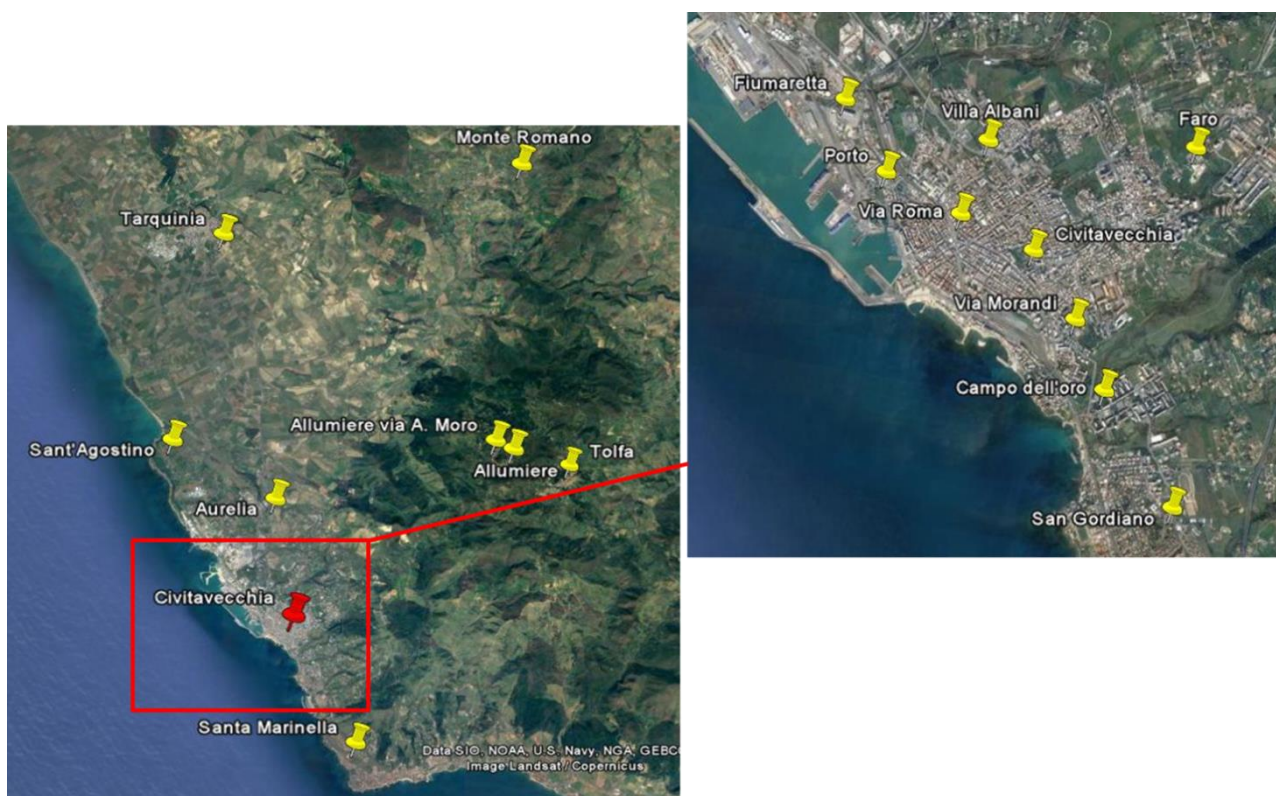 Monte Romano
Tarquinia
Allumiere via A. Moro
Sant'Agostino
Tolfa
Allumiere
Aurelia
Civitavecchia
Santa Marinella
Data SIO, NOAA, U.S. Navy, NGA, GEBC
Image Landsat / Copernicus
Fiumaretta
Villa Albani
Faro
Porto
Via Roma
Civitavecchia
Via Morandi
Campo dell'oro
San Gordiano